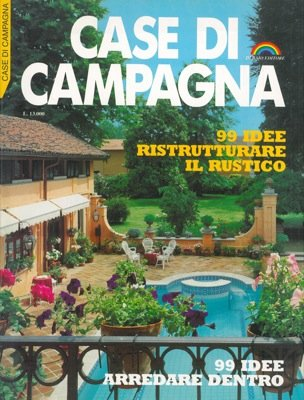 CASE DI CAMPAGNA
CASE DI
CAMPAGNA
L. 13.000
99 IDEE
RISTRUTTURARE
IL RUSTICO
99 IDEE
ARREDARE DENTRO